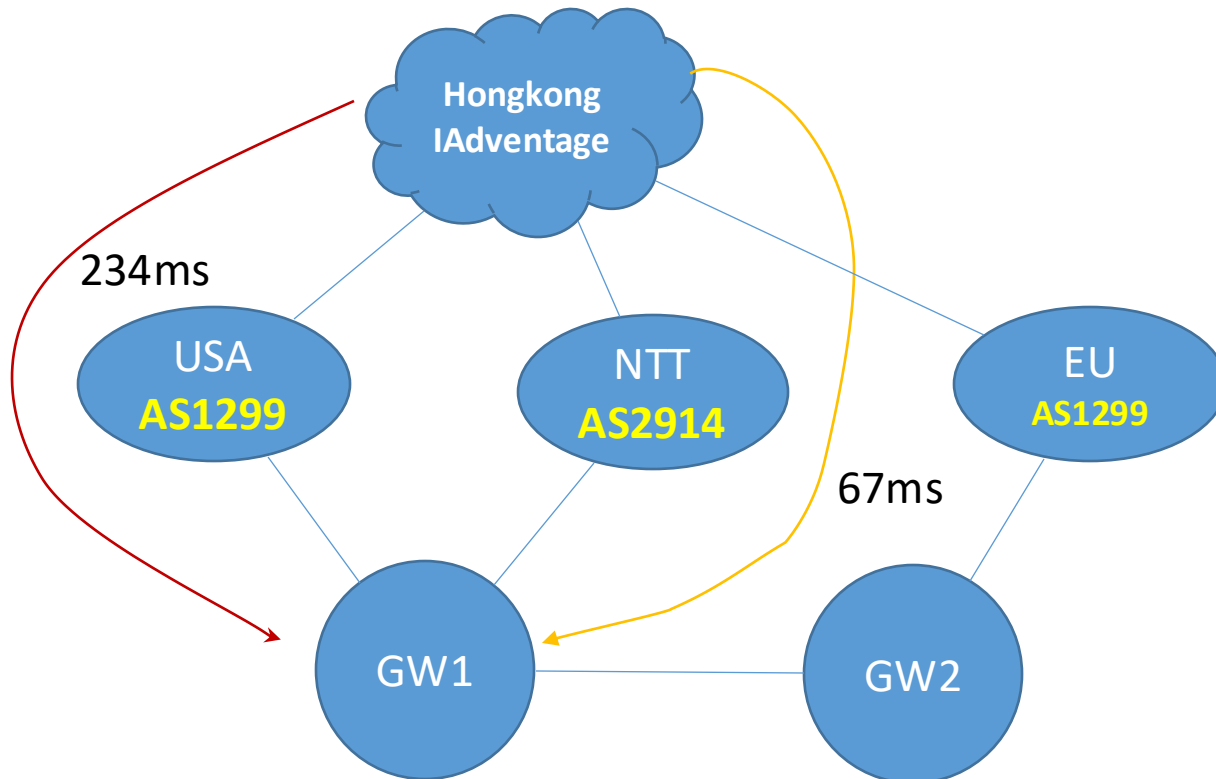 Hongkong
IAdventage
234ms
USA
AS1299
NTT
AS2914
EU
AS1299
67ms
GW1
GW2